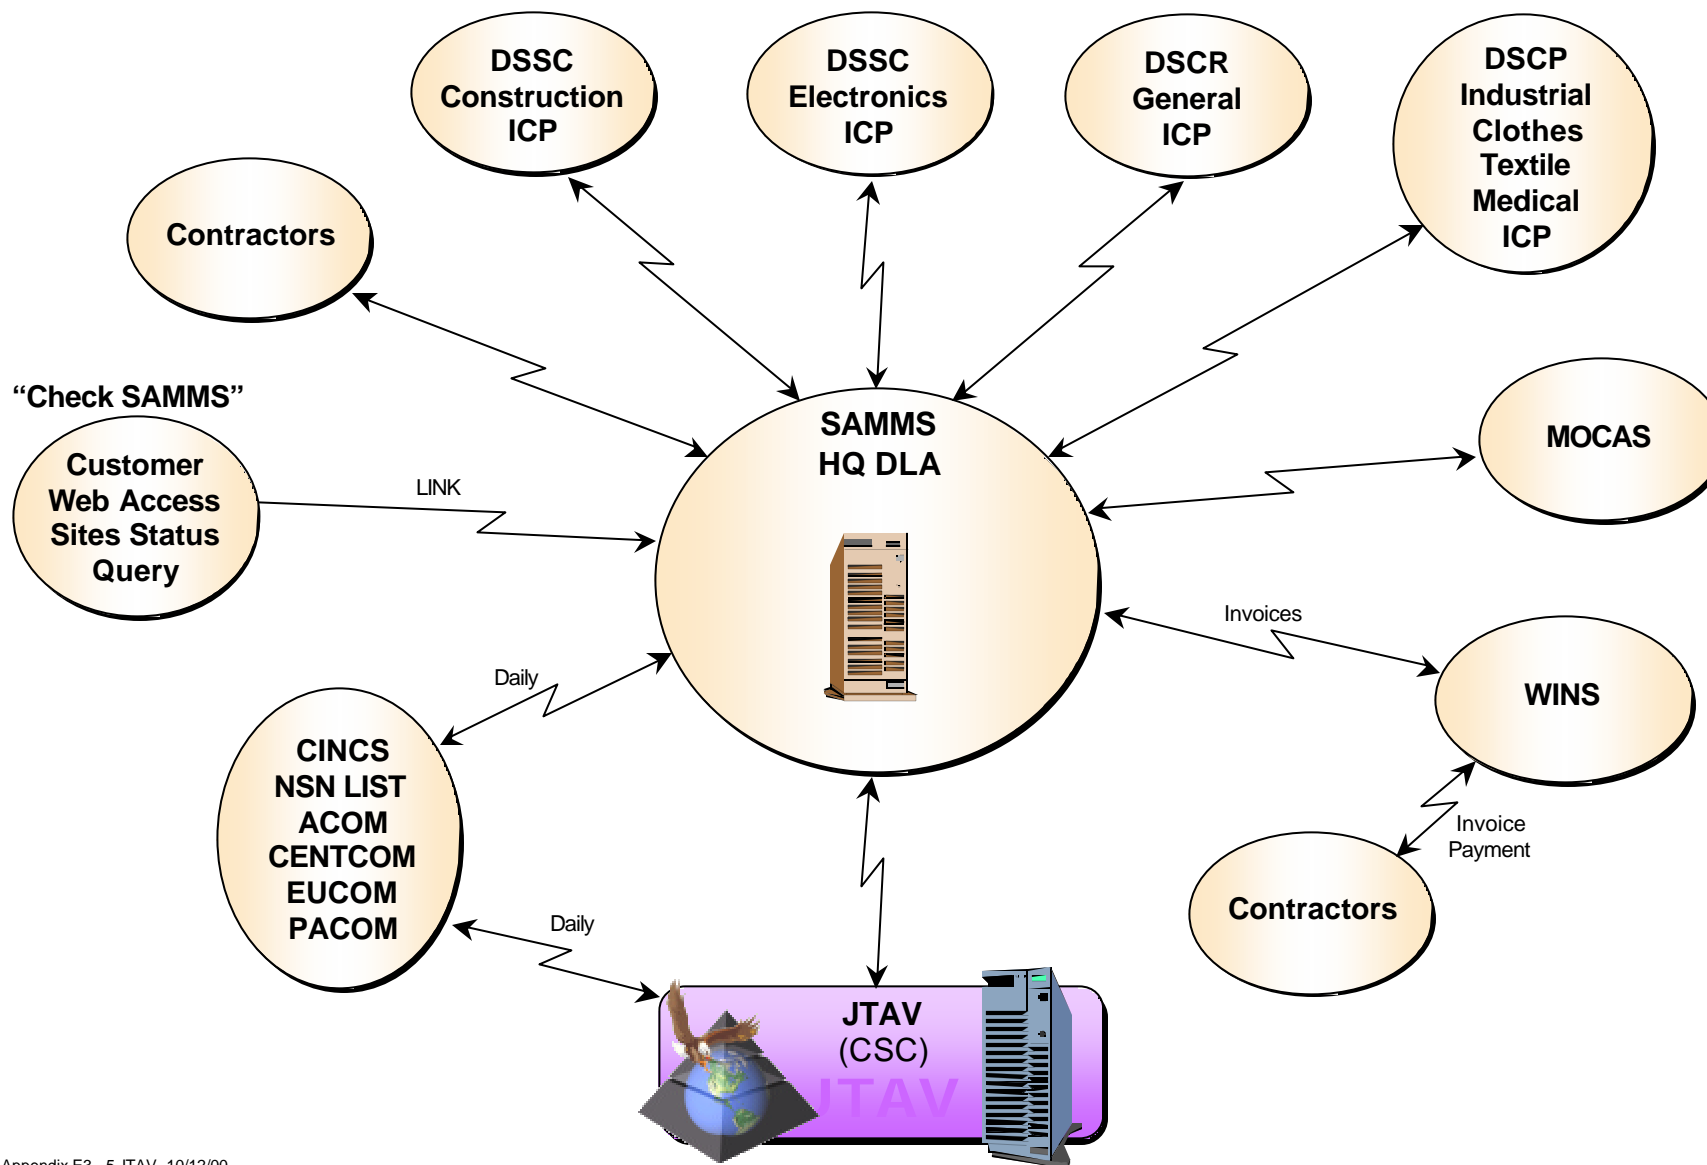 DSSC
Construction
ICP
DSSC
Electronics
ICP
DSCR
General
ICP
DSCP
Industrial
Clothes
Textile
Medical
ICP
Contractors
“Check SAMMS”
Customer
Web Access
Sites Status
Query
LINK
SAMMS
HQ DLA
MOCAS
Invoices
WINS
Daily
CINCS
NSN LIST
ACOM
CENTCOM
EUCOM
PACOM
Invoice
Payment
Contractors
Daily
JTAV
(CSC)
JTAV